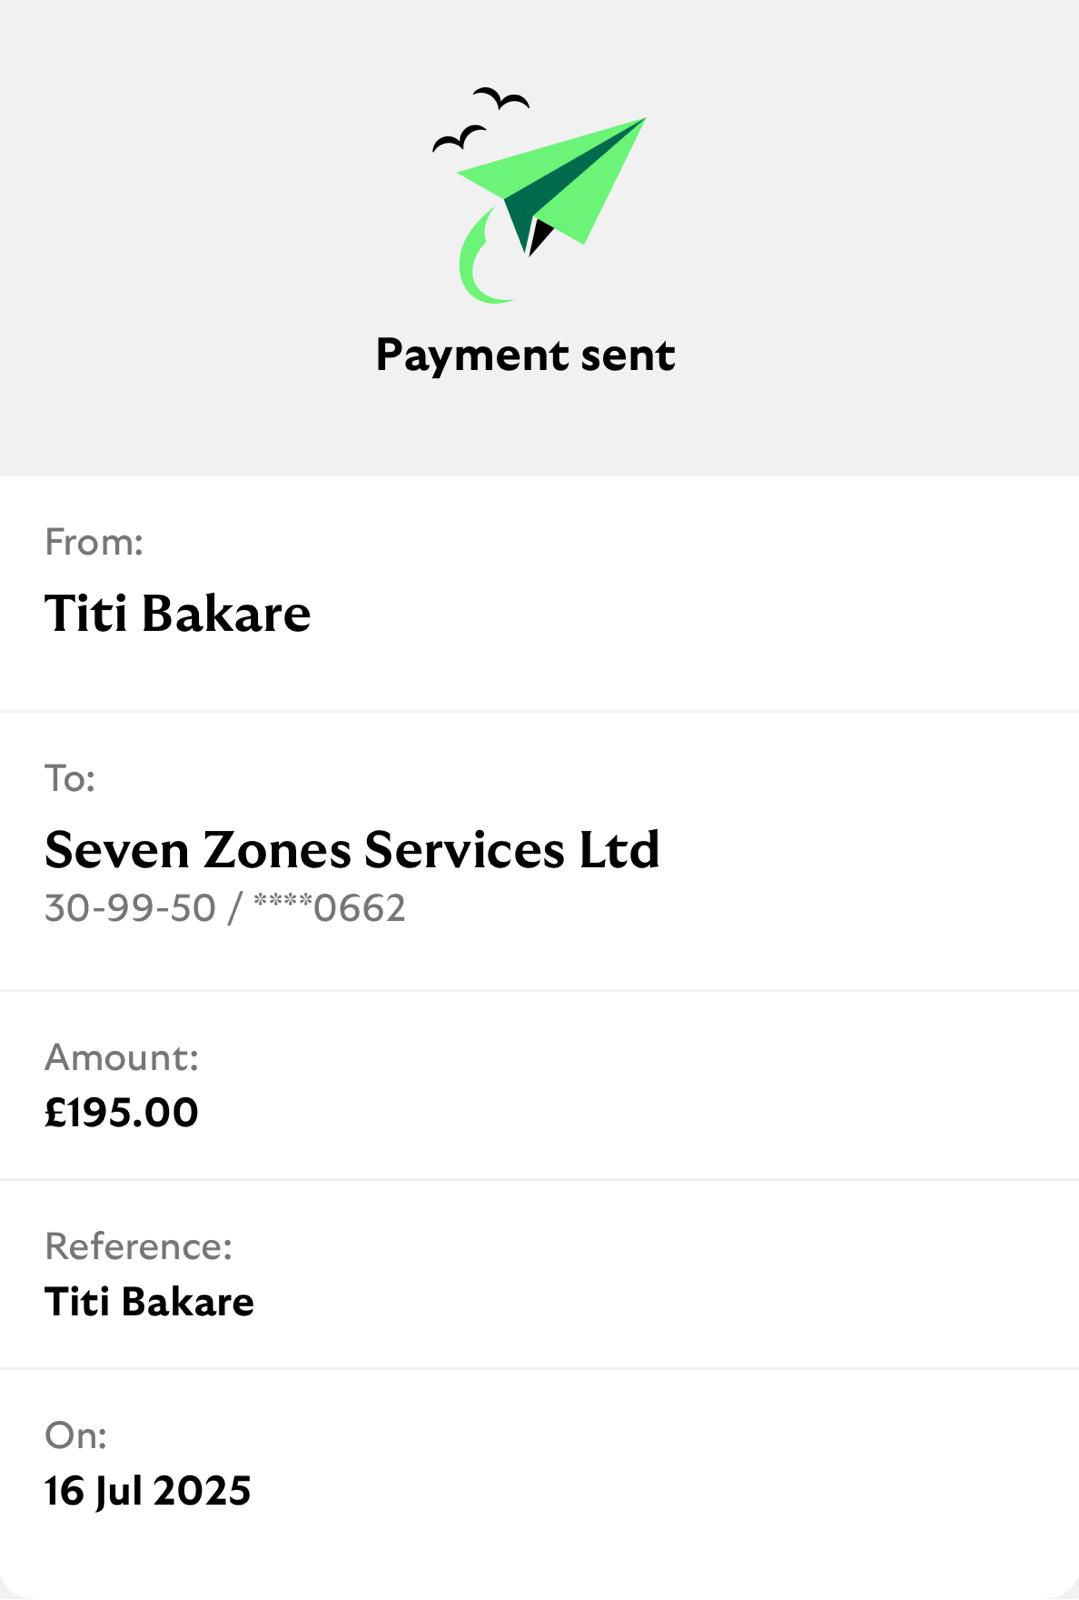 Payment sent
From:
Titi Bakare
To:
Seven Zones Services Ltd
30-99-50 / ****0662
Amount:
£195.00
Reference:
Titi Bakare
On:
16 Jul 2025